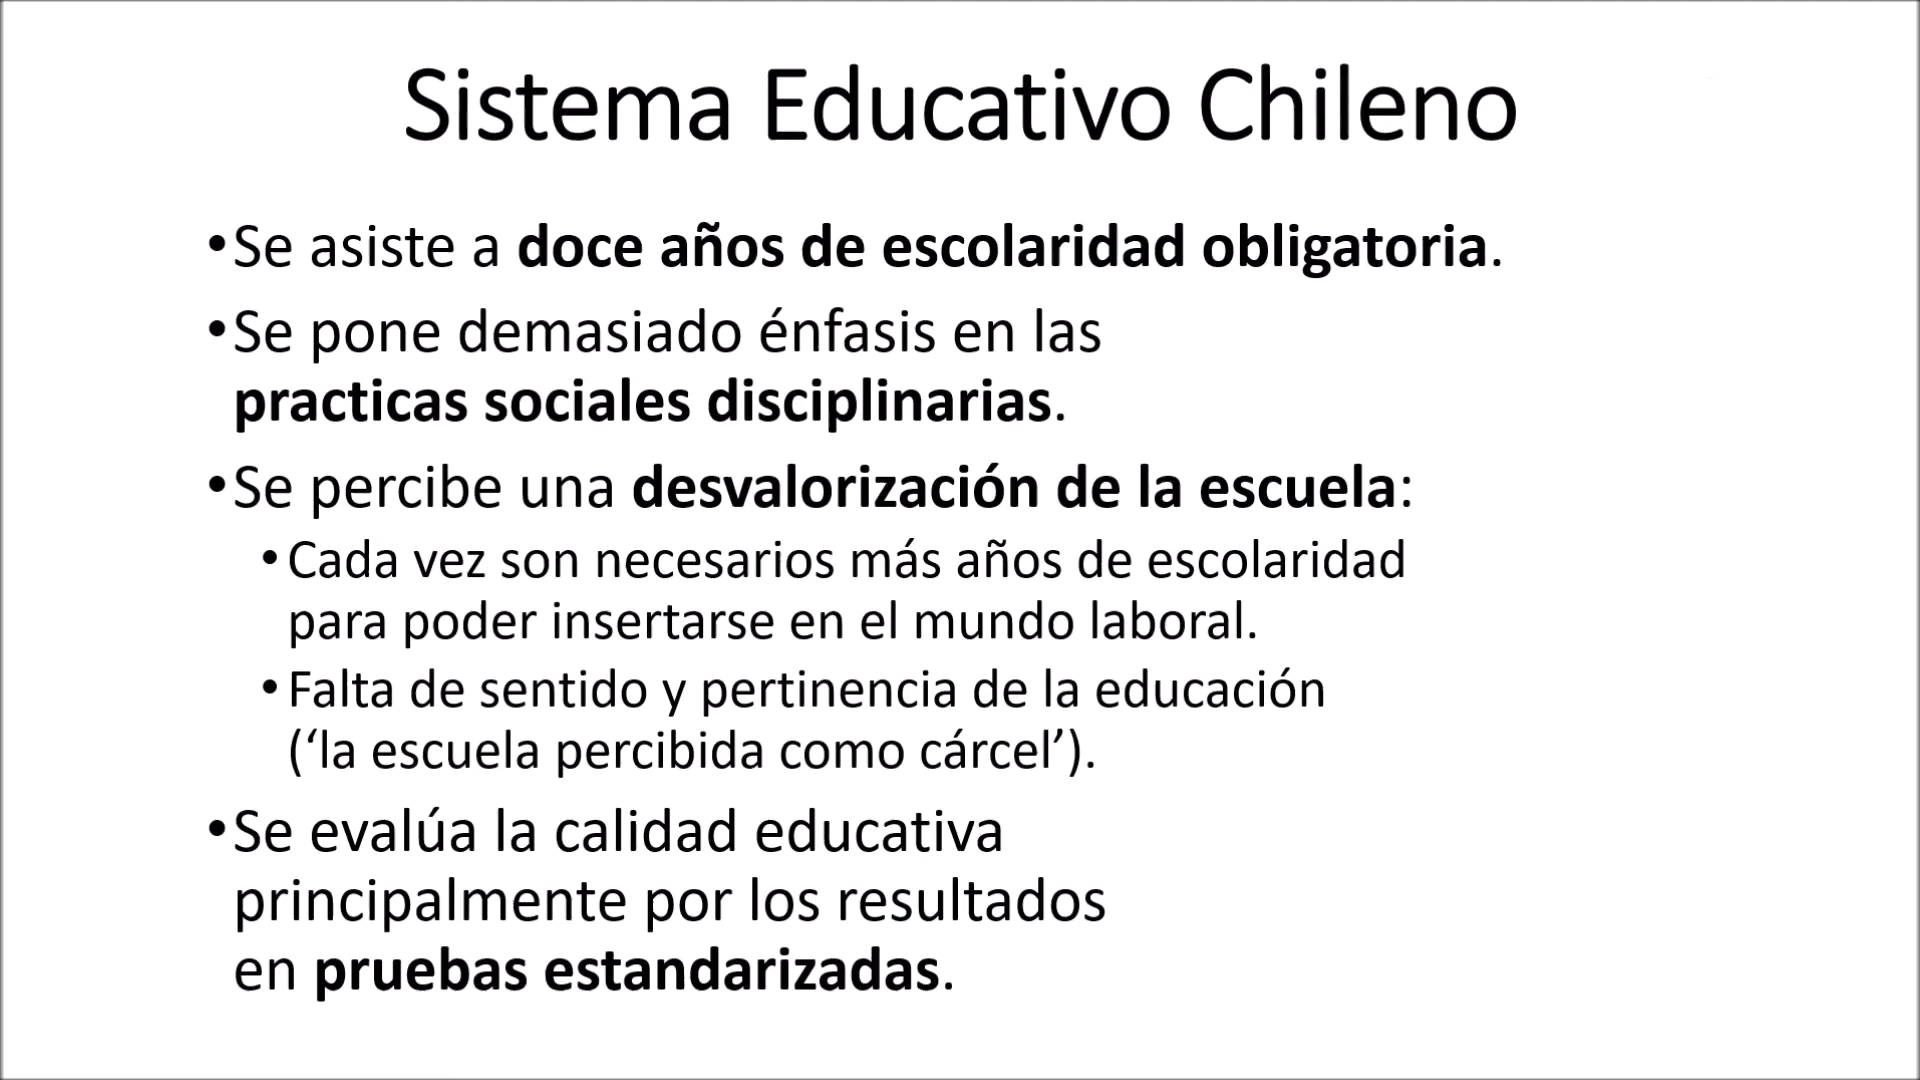 Sistema Educativo Chileno
•Se asiste a doce años de escolaridad obligatoria.
•Se pone demasiado énfasis en las
practicas sociales disciplinarias.
•Se percibe una desvalorización de la escuela:
•Cada vez son necesarios más años de escolaridad
para poder insertarse en el mundo laboral.
•Falta de sentido y pertinencia de la educación
(‘la escuela percibida como cárcel’).
•Se evalúa la calidad educativa
principalmente por los resultados
en pruebas estandarizadas.